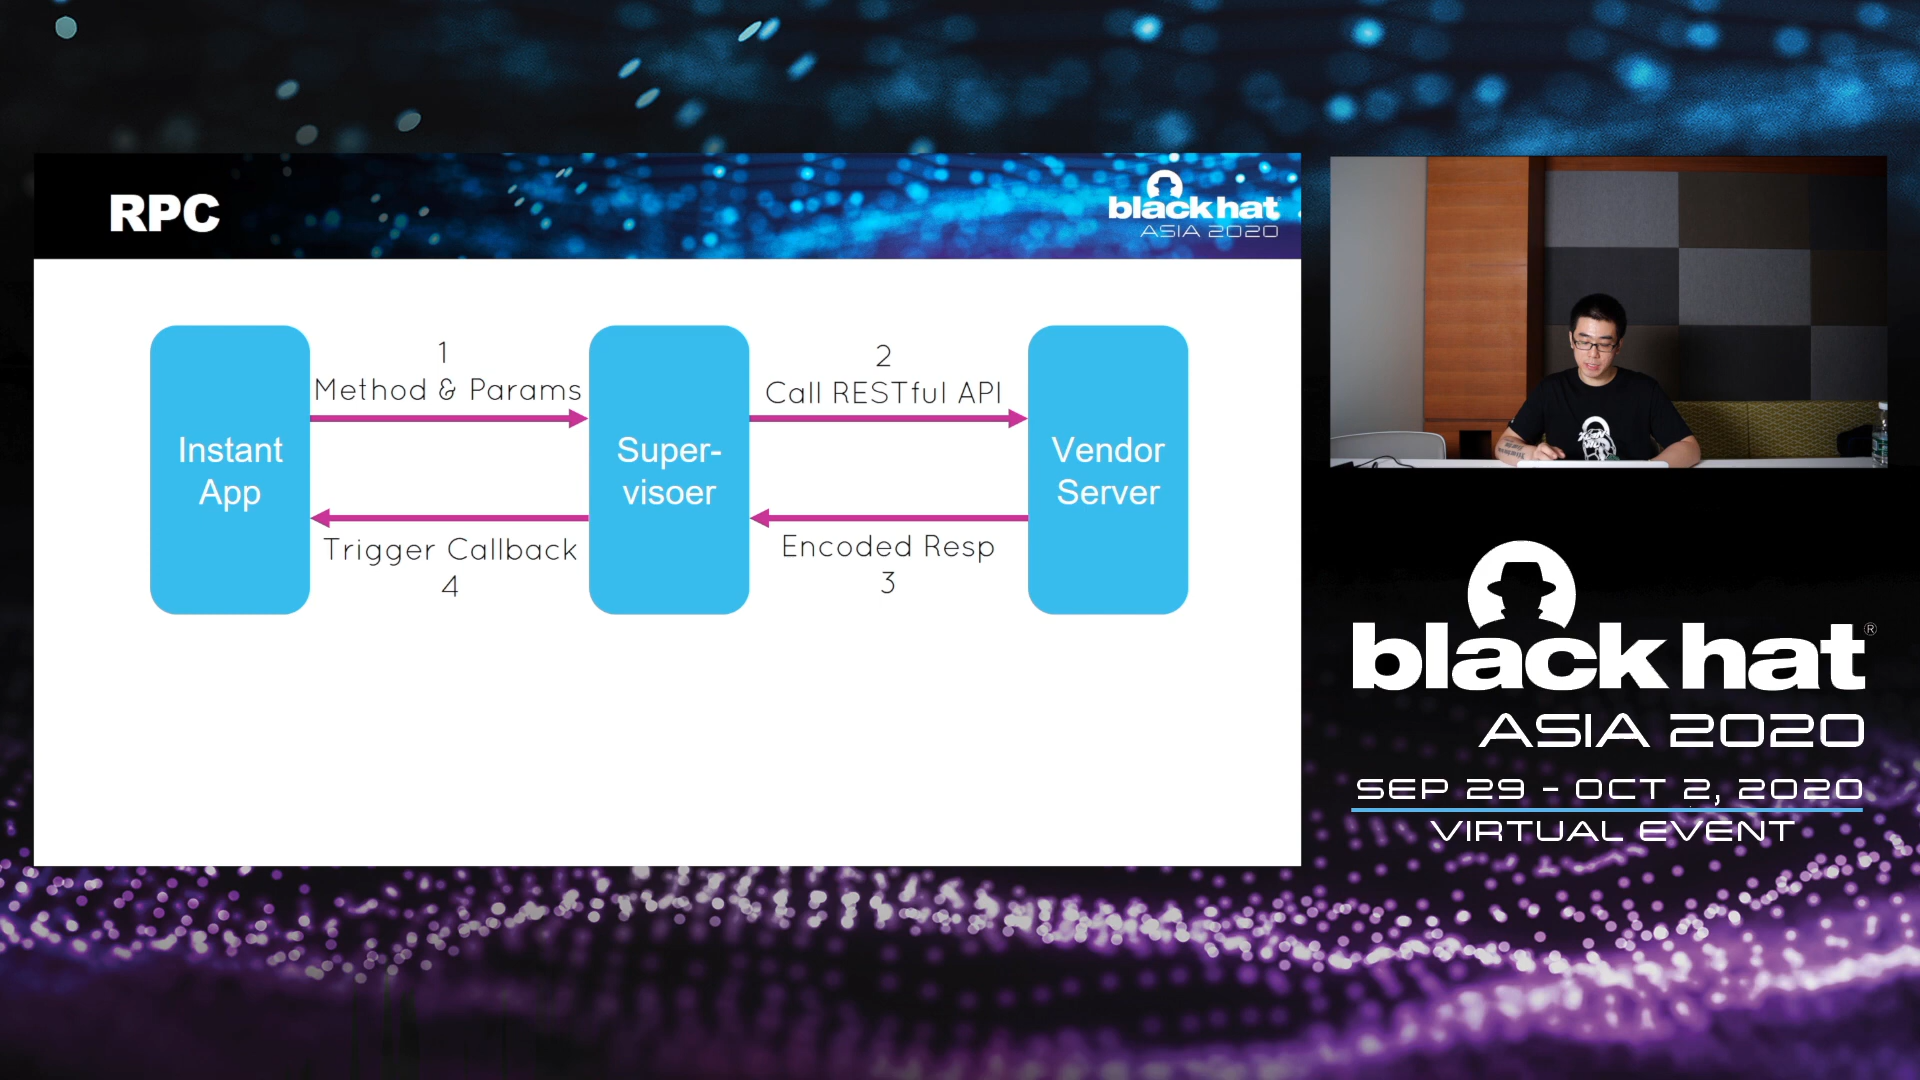 RPC
black hat
ASIA 2020
1
Method & Params
2
Call RESTful API
Instant
App
Super-
visoer
Vendor
Server
Trigger Callback
4
Encoded Resp
3
black hat®
ASIA 2020
SEP 29 - OCT 2, 2020
VIRTUAL EVENT